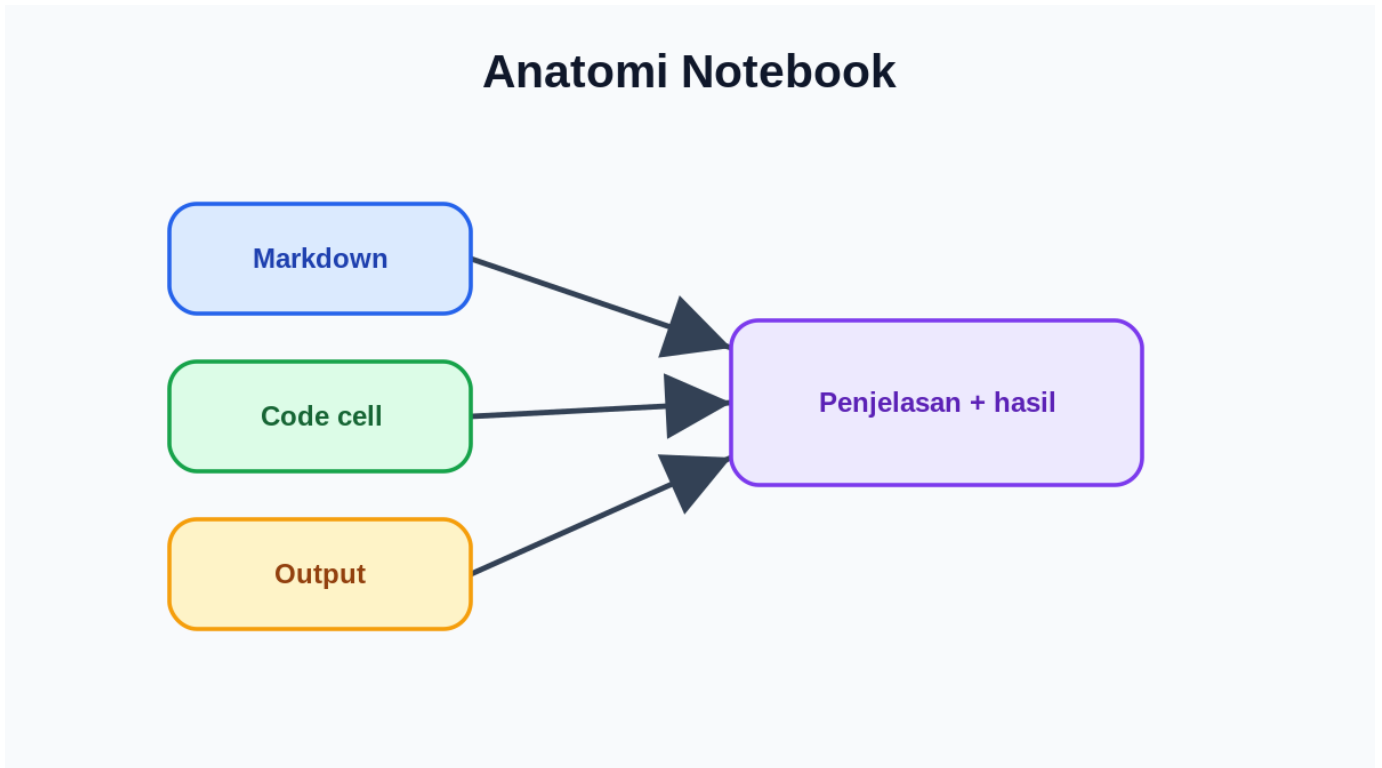 Anatomi Notebook
Markdown
Code cell
Output
Penjelasan + hasil